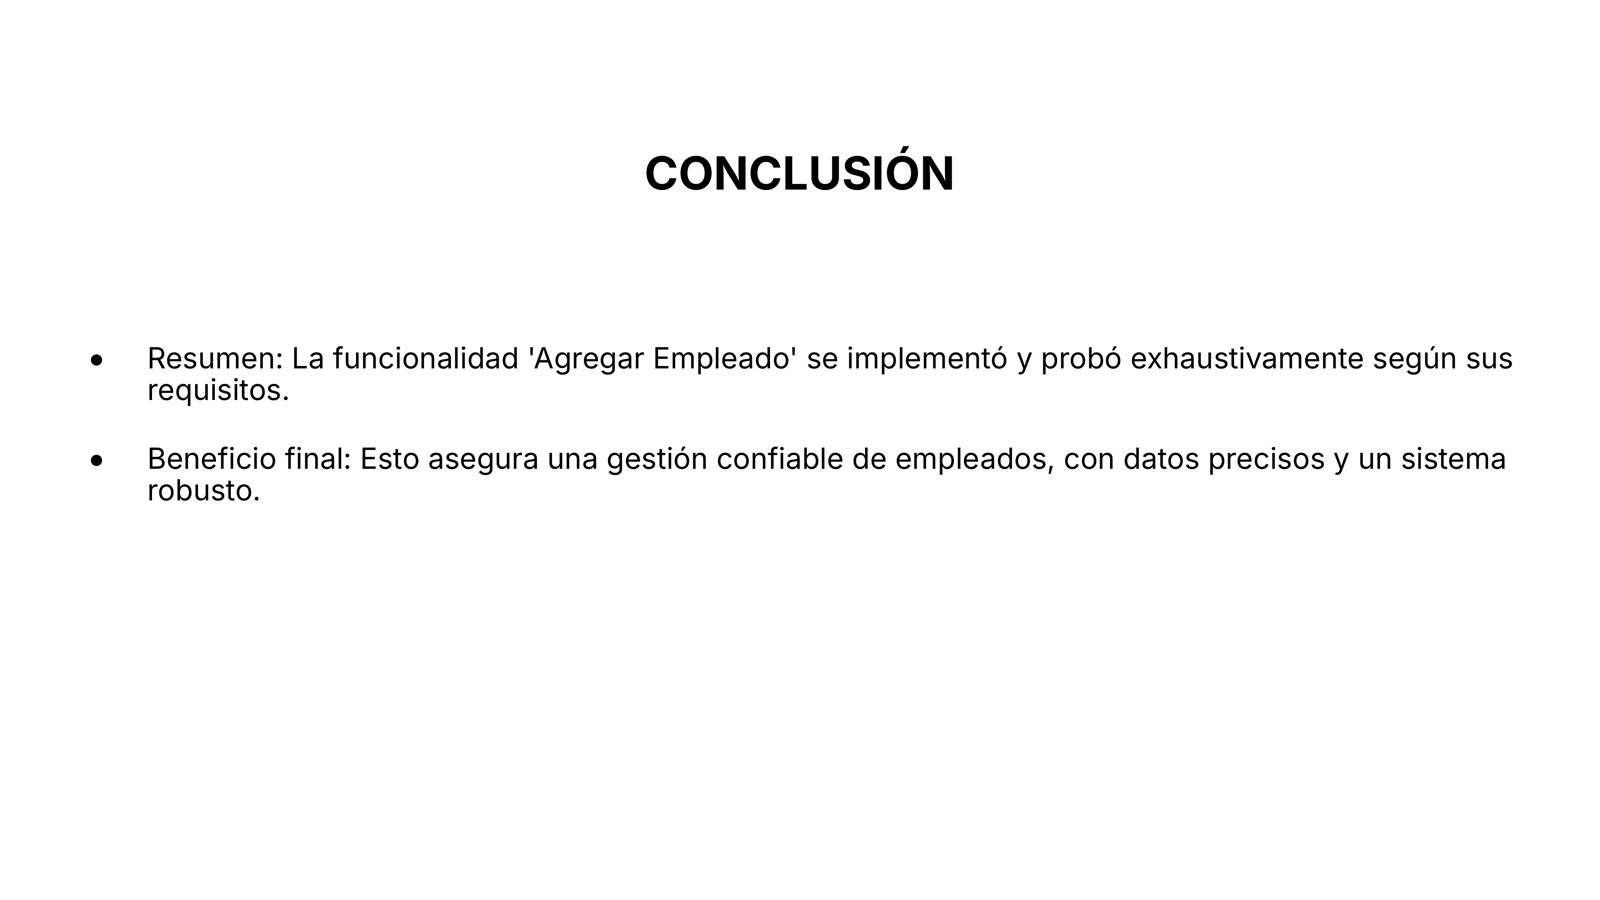 CONCLUSIÓN
● Resumen: La funcionalidad 'Agregar Empleado' se implementó y probó exhaustivamente según sus
requisitos.
● Beneficio final: Esto asegura una gestión confiable de empleados, con datos precisos y un sistema
robusto.